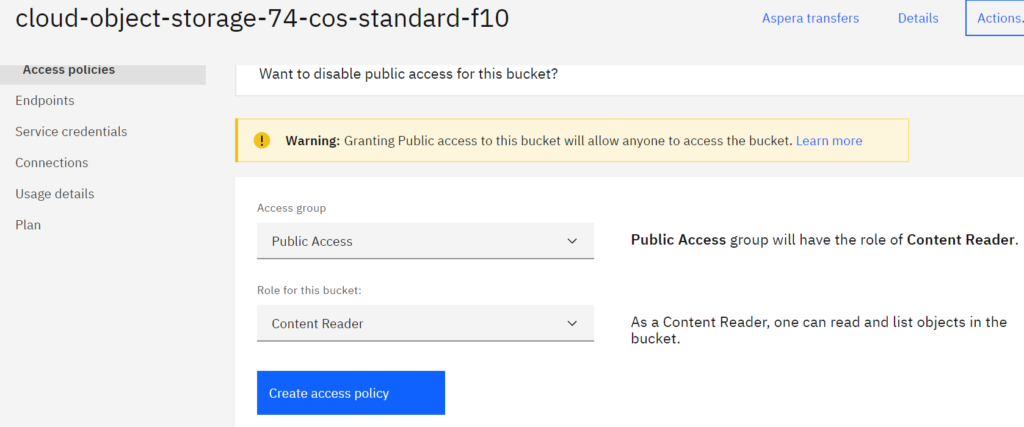 cloud-object-storage-74-cos-standard-f10
Aspera transfers
Details
Actions.
Access policies
Endpoints
Service credentials
Connections
Usage details
Plan
Want to disable public access for this bucket?
Warning: Granting Public access to this bucket will allow anyone to access the bucket. Learn more
Access group
Public Access
Public Access group will have the role of Content Reader.
Role for this bucket:
Content Reader
As a Content Reader, one can read and list objects in the
bucket.
Create access policy